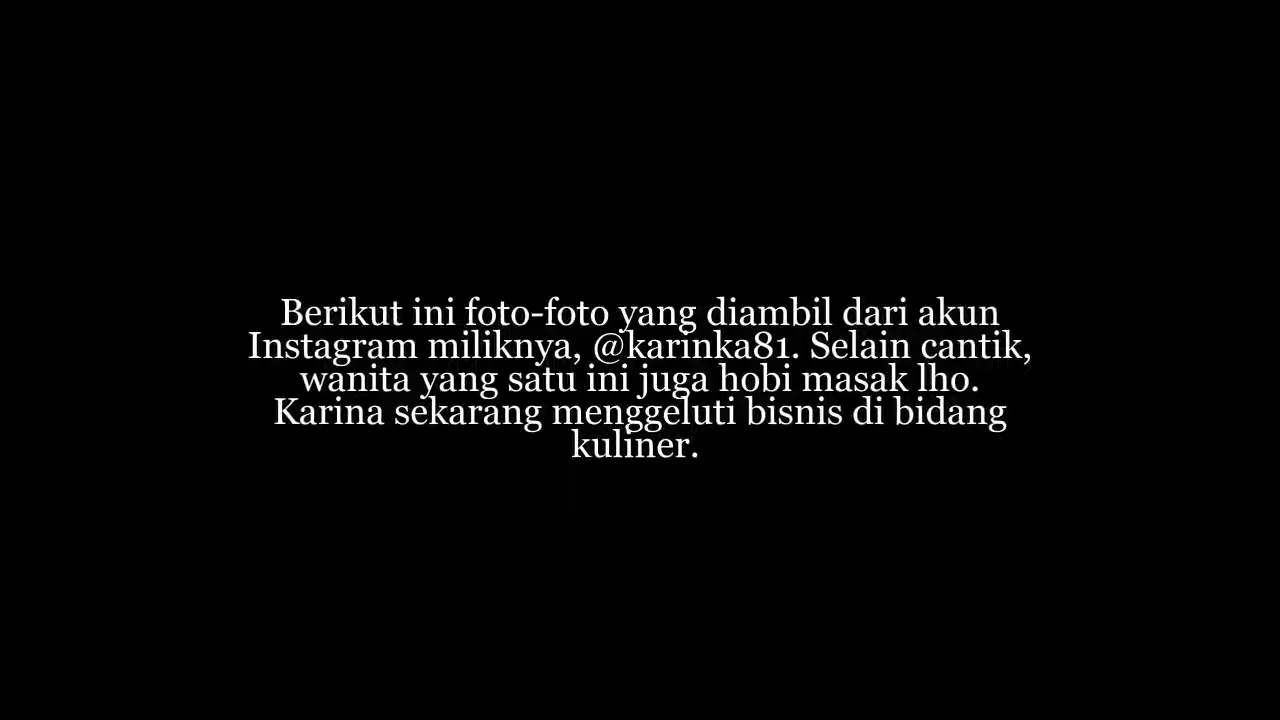 Berikut ini foto-foto yang diambil dari akun
Instagram miliknya, @karinka81. Selain cantik,
wanita yang satu ini juga hobi masak lho.
Karina sekarang menggeluti bisnis di bidang
kuliner.